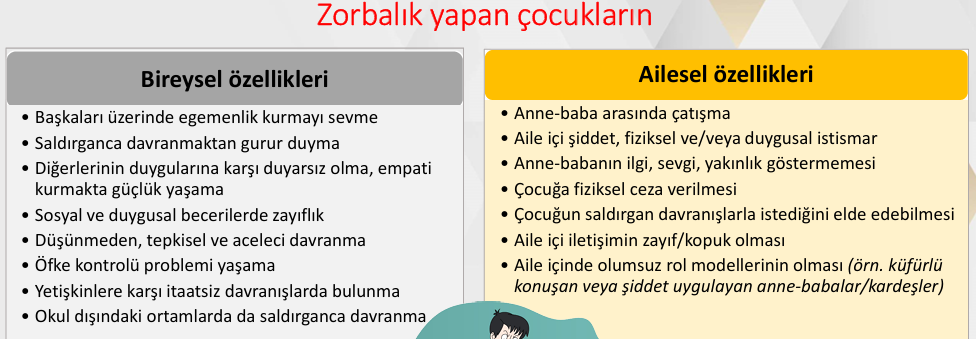 Zorbalık yapan çocukların
Bireysel özellikleri
• Başkaları üzerinde egemenlik kurmayı sevme
• Saldırganca davranmaktan gurur duyma
• Diğerlerinin duygularına karşı duyarsız olma, empati
kurmakta güçlük yaşama
• Sosyal ve duygusal becerilerde zayıflık
• Düşünmeden, tepkisel ve aceleci davranma
• Öfke kontrolü problemi yaşama
• Yetişkinlere karşı itaatsiz davranışlarda bulunma
• Okul dışındaki ortamlarda da saldırganca davranma
Ailesel özellikleri
• Anne-baba arasında çatışma
• Aile içi şiddet, fiziksel ve/veya duygusal istismar
• Anne-babanın ilgi, sevgi, yakınlık göstermemesi
• Çocuğa fiziksel ceza verilmesi
• Çocuğun saldırgan davranışlarla istediğini elde edebilmesi
• Aile içi iletişimin zayıf/kopuk olması
• Aile içinde olumsuz rol modellerinin olması (örn. küfürlü
konuşan veya şiddet uygulayan anne-babalar/kardeşler)